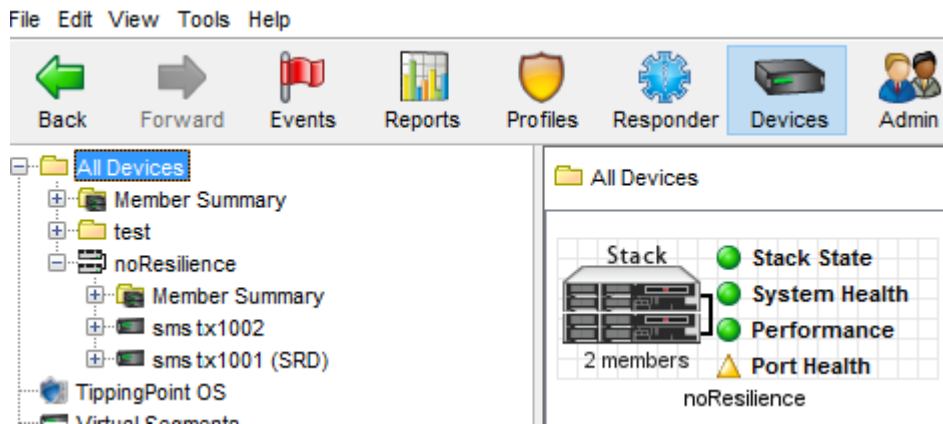 File Edit View Tools Help
Back Forward Events Reports Profiles Responder Devices Admin
All Devices
Member Summary
test
noResilience
Member Summary
sms tx1002
sms tx1001 (SRD)
TippingPoint OS
Virtual Segments
All Devices
Stack
2 members
Stack State
System Health
Performance
Port Health
noResilience